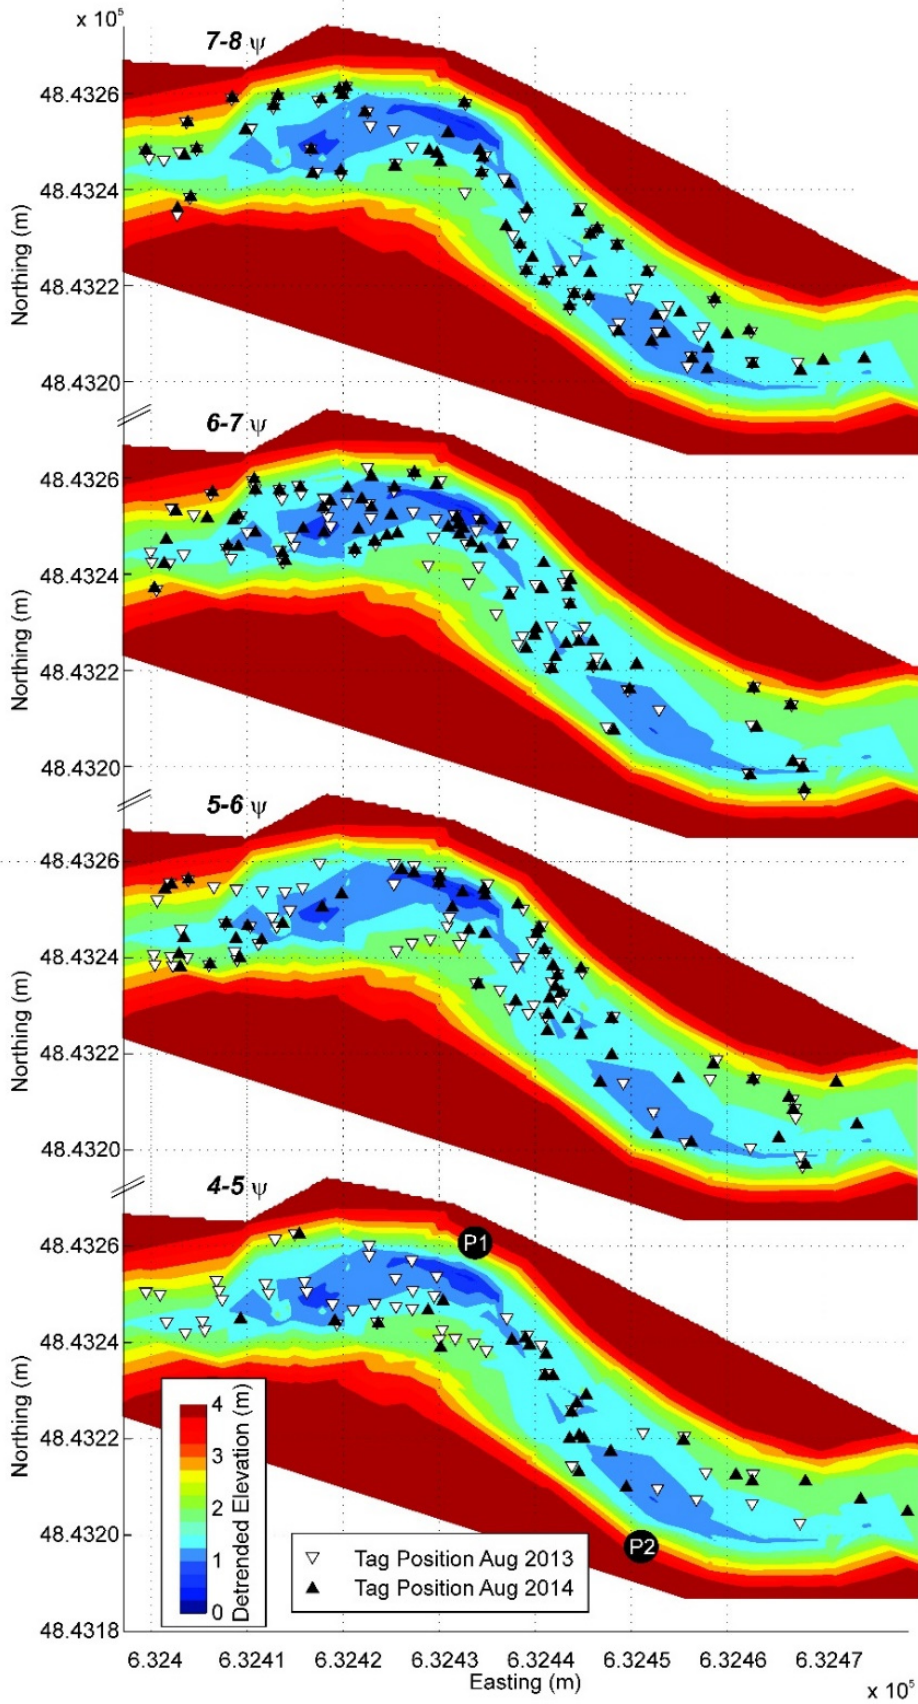 x 10⁵
7-8 ψ
48.4326
48.4324
48.4322
48.4320
Northing (m)
6-7 ψ
48.4326
48.4324
48.4322
48.4320
Northing (m)
5-6 ψ
48.4326
48.4324
48.4322
48.4320
Northing (m)
4-5 ψ
P1
48.4326
48.4324
48.4322
48.4320
48.4318
Northing (m)
4
3
2
1
0
Detrended Elevation (m)
P2
Tag Position Aug 2013
Tag Position Aug 2014
6.324 6.3241 6.3242 6.3243 6.3244 6.3245 6.3246 6.3247
Easting (m)
x 10⁵